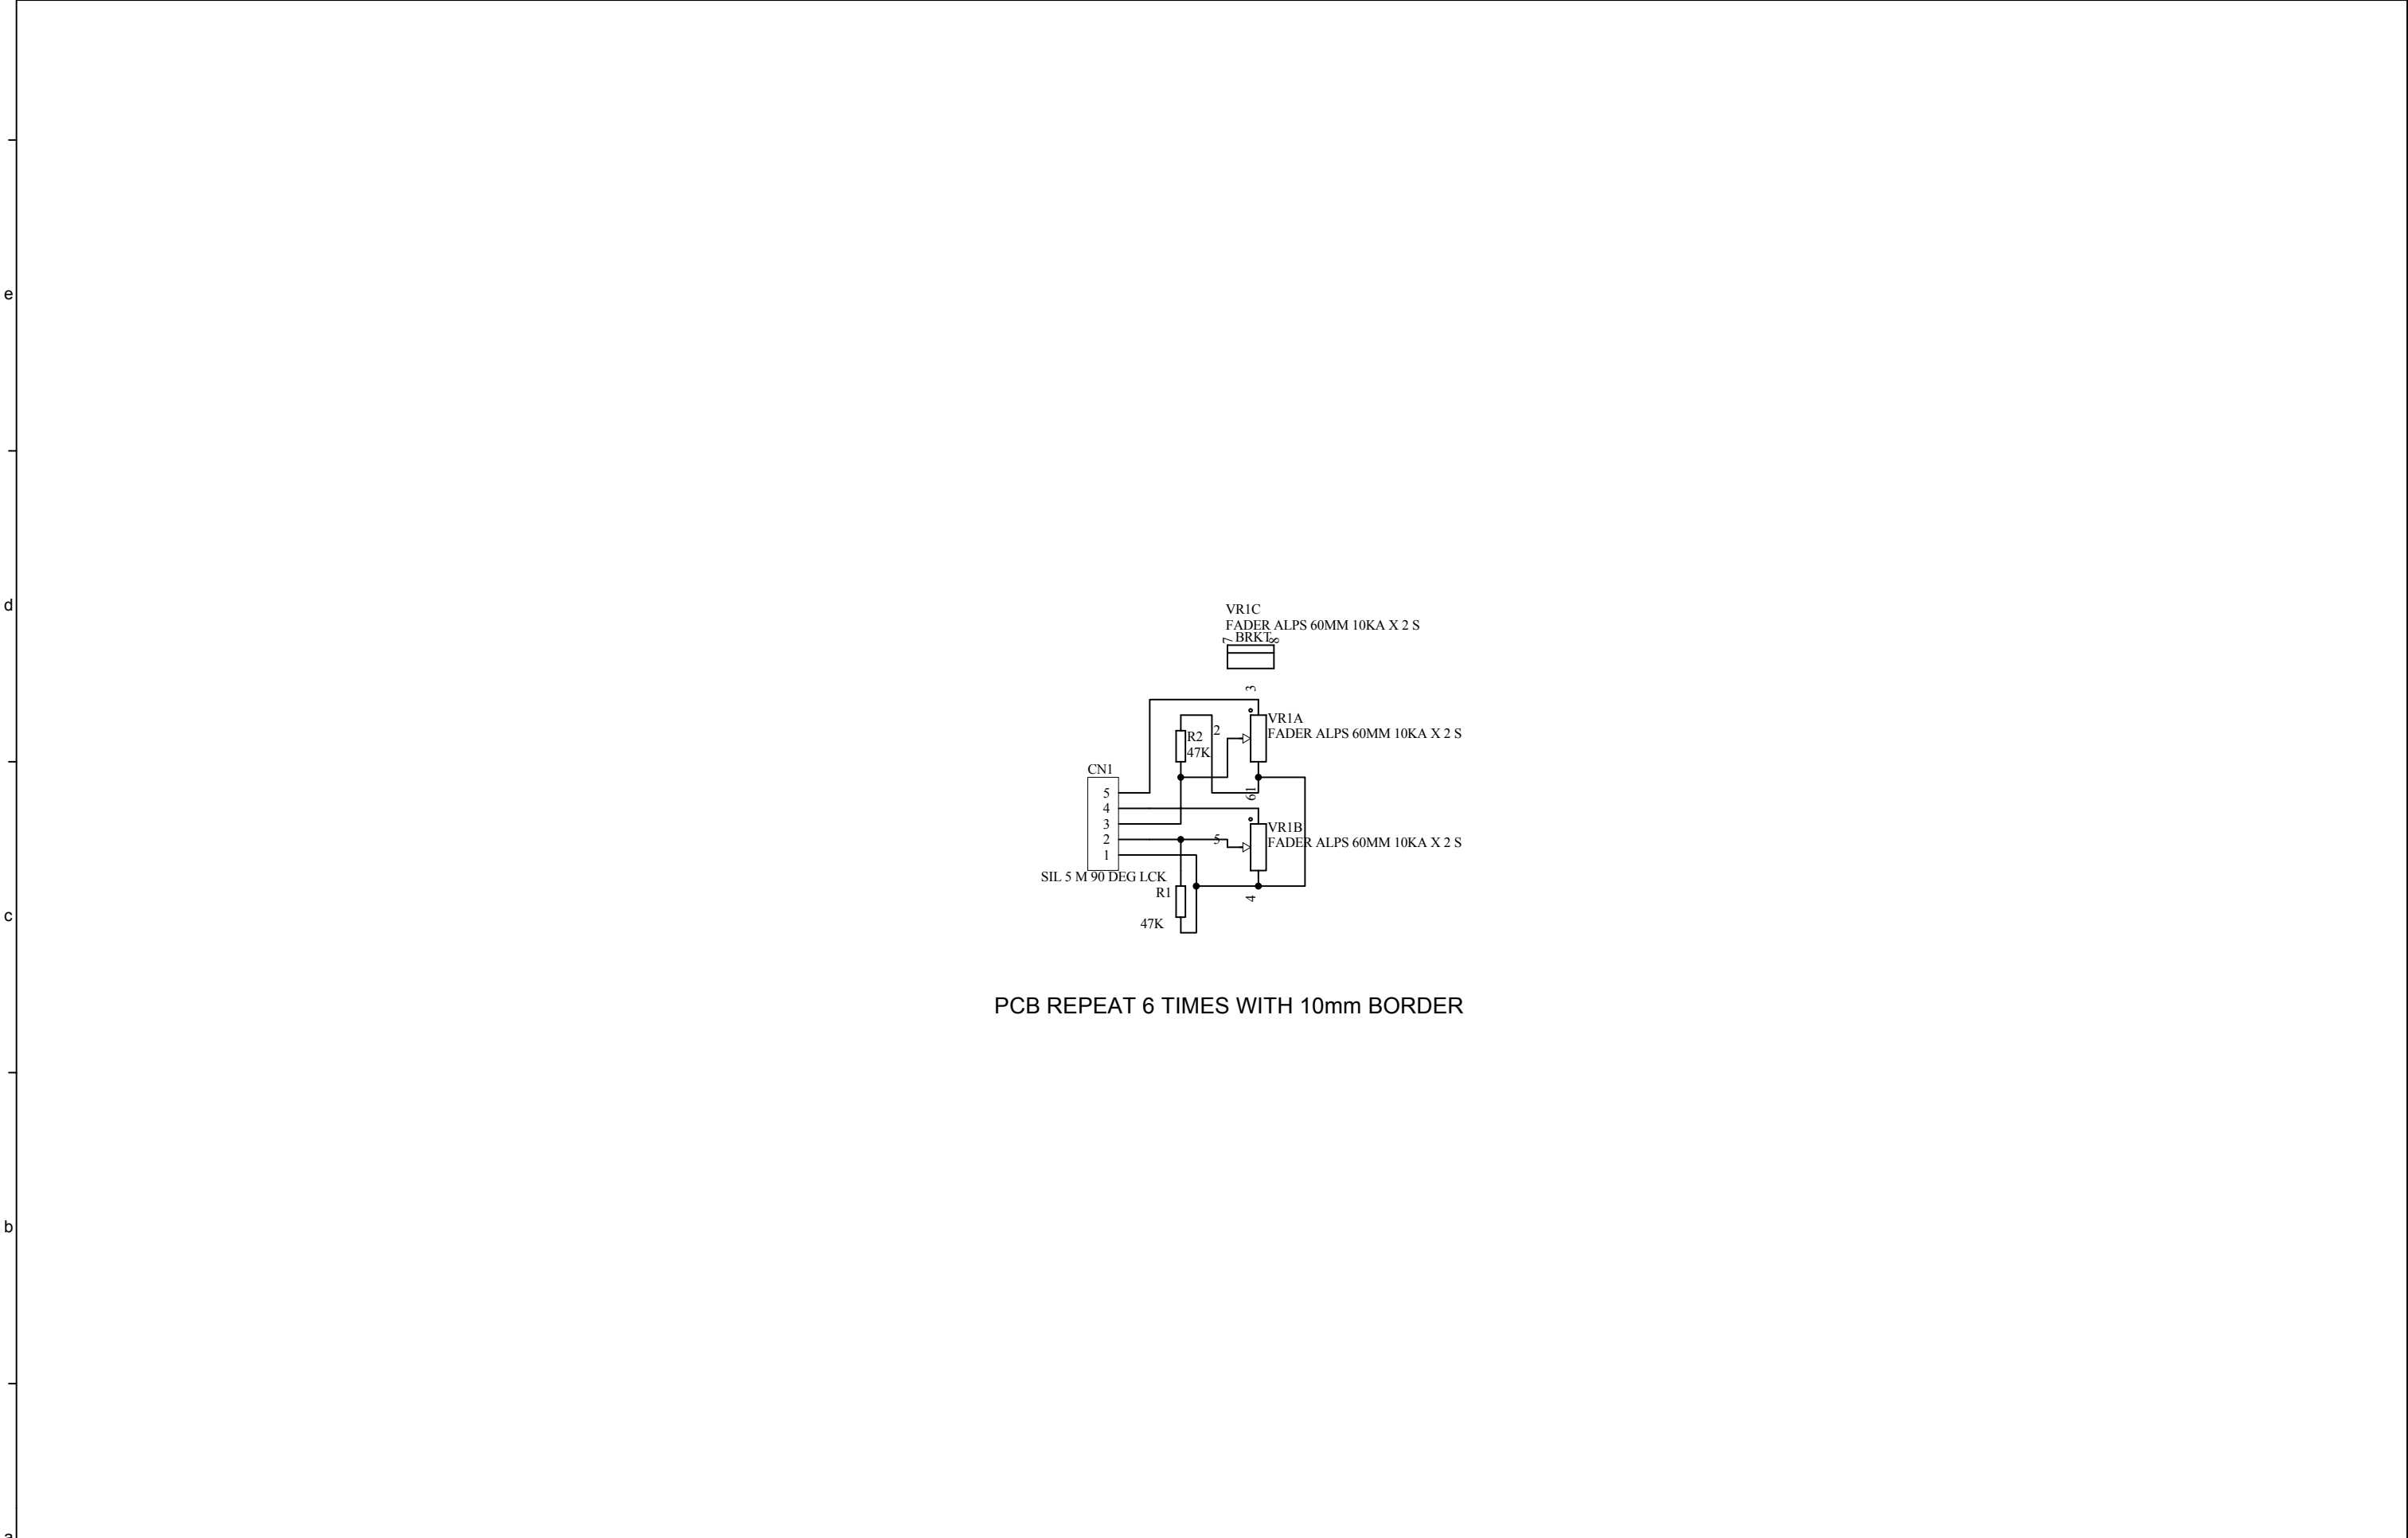 e
d
VR1C
FADER ALPS 60MM 10KA X 2 S
7 BRKT 8
3
VR1A
FADER ALPS 60MM 10KA X 2 S
2
R2
47K
CN1
5
4
3
2
1
6 1
VR1B
FADER ALPS 60MM 10KA X 2 S
5
SIL 5 M 90 DEG LCK
R1
4
47K
c
PCB REPEAT 6 TIMES WITH 10mm BORDER
b
a